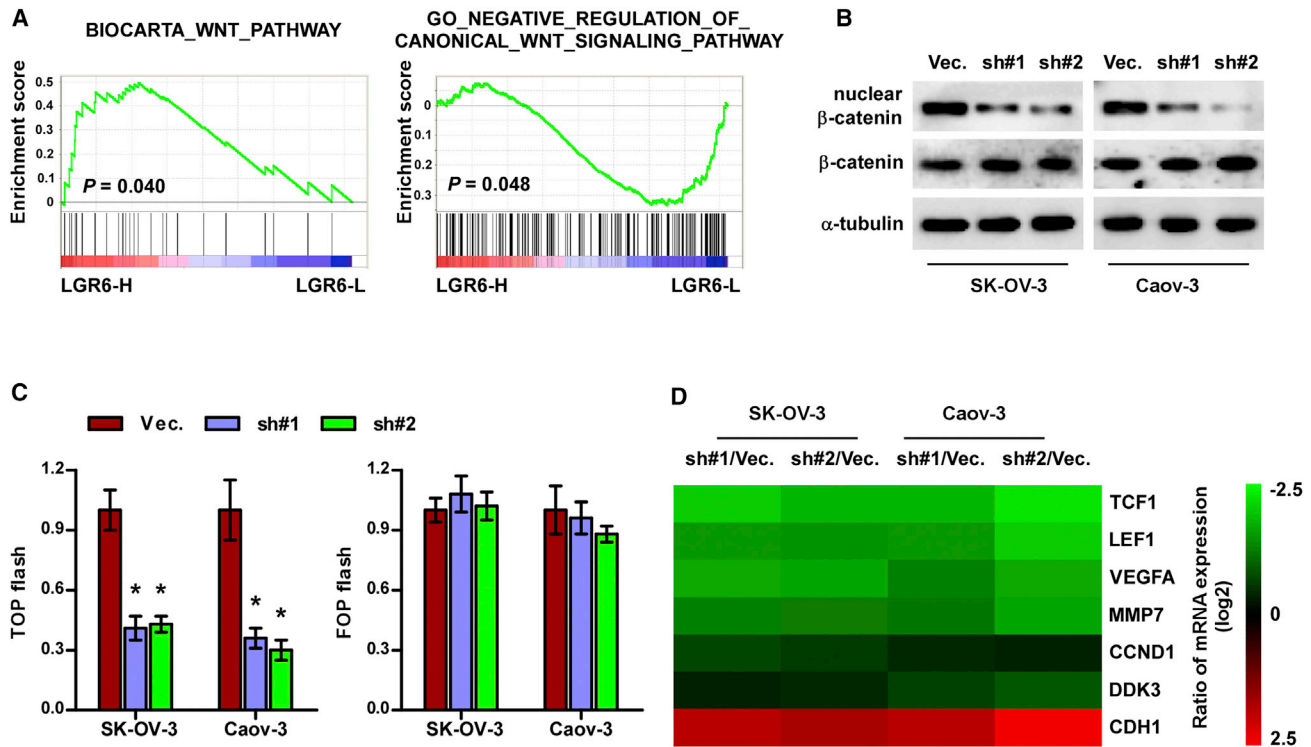 A
BIOCARTA_WNT_PATHWAY
Enrichment score
0.5
0.4
0.3
0.2
0.1
0
P = 0.040
LGR6-H
LGR6-L
GO_NEGATIVE_REGULATION_OF_
CANONICAL_WNT_SIGNALING_PATHWAY
Enrichment score
0
0.1
0.2
0.3
P = 0.048
LGR6-H
LGR6-L
B
Vec. sh#1 sh#2
Vec. sh#1 sh#2
nuclear
β-catenin
β-catenin
α-tubulin
SK-OV-3
Caov-3
C
Vec.
sh#1
sh#2
TOP flash
1.2
0.9
0.6
0.3
0.0
* *
* *
SK-OV-3
Caov-3
FOP flash
1.2
0.9
0.6
0.3
0.0
SK-OV-3
Caov-3
D
SK-OV-3
Caov-3
sh#1/Vec. sh#2/Vec. sh#1/Vec. sh#2/Vec.
TCF1
LEF1
VEGFA
MMP7
CCND1
DDK3
CDH1
Ratio of mRNA expression
(log2)
-2.5
0
2.5